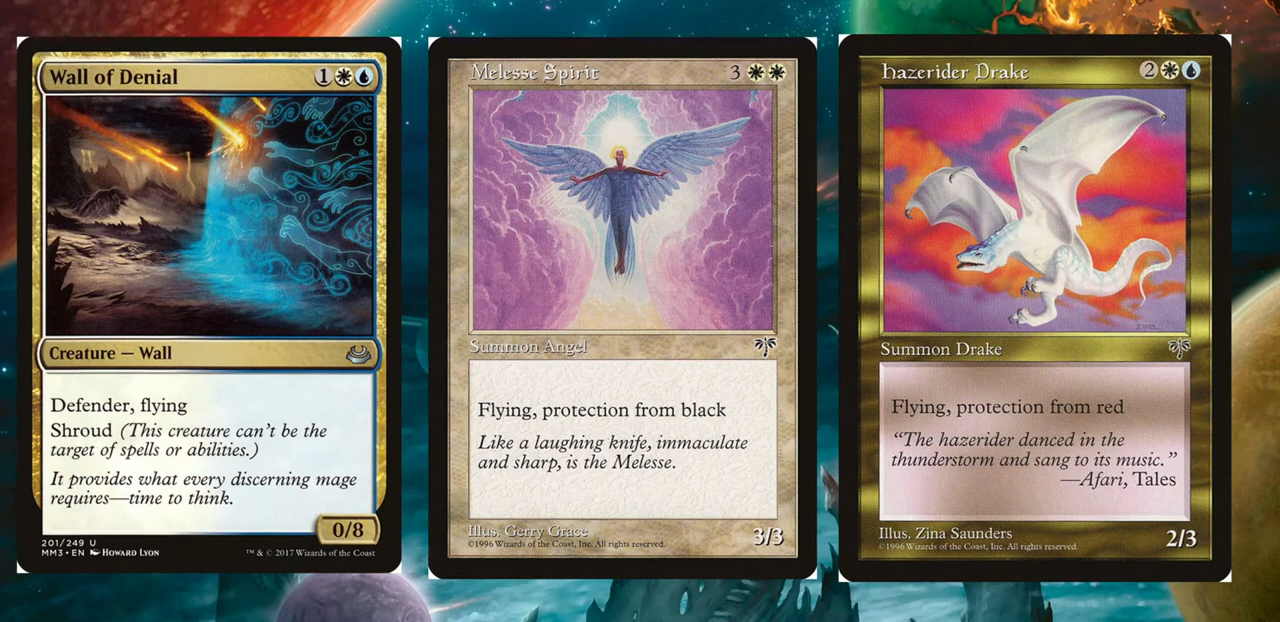 Wall of Denial
1
Creature — Wall
Defender, flying
Shroud (This creature can't be the
target of spells or abilities.)
It provides what every discerning mage
requires—time to think.
0/8
201/249 U
MM3 • EN Howard Lyon
™ & © 2017 Wizards of the Coast
Melesse Spirit
3
Summon Angel
Flying, protection from black
Like a laughing knife, immaculate
and sharp, is the Melesse.
Illus. Gerry Grace
©1996 Wizards of the Coast, Inc. All rights reserved.
3/3
Hazerider Drake
2
ZINA
Summon Drake
Flying, protection from red
“The hazerider danced in the
thunderstorm and sang to its music.”
—Afari, Tales
Illus. Zina Saunders
©1996 Wizards of the Coast, Inc. All rights reserved.
2/3